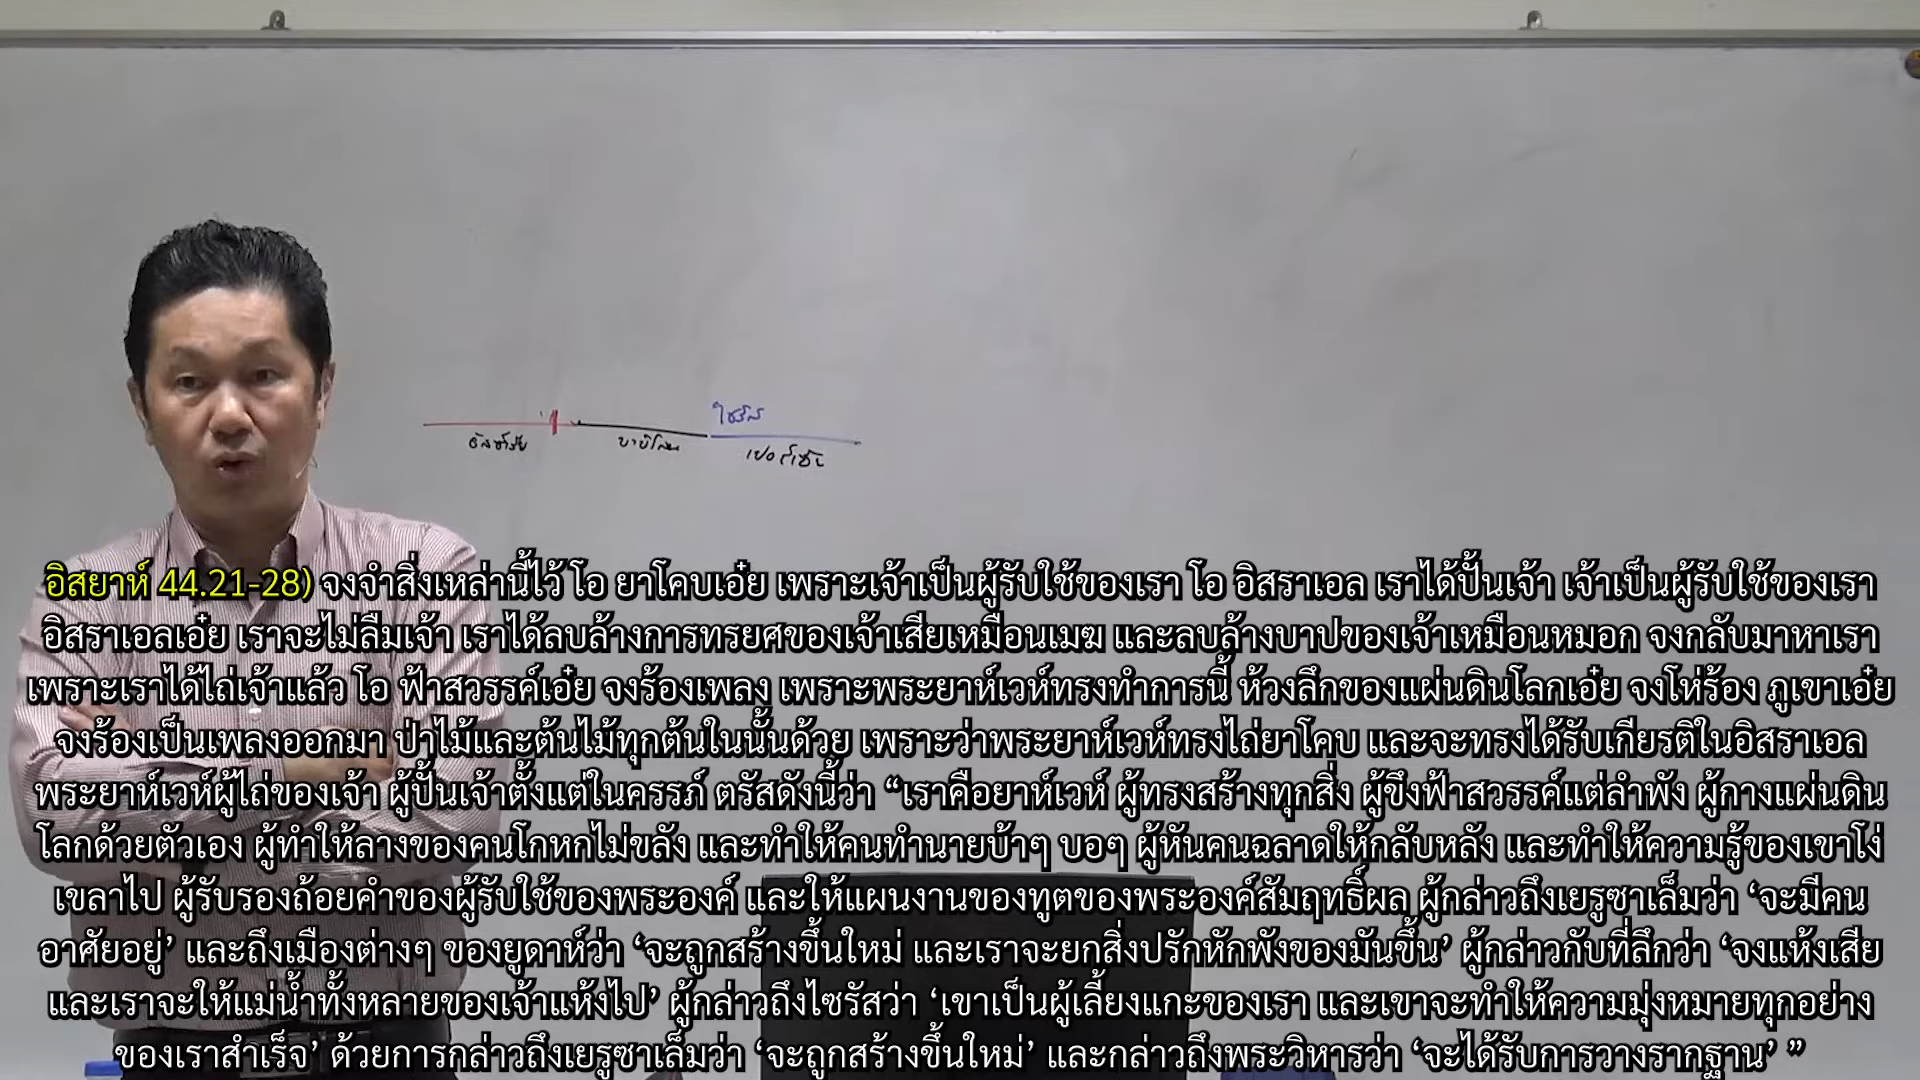 ไซรัส
อัสซีเรีย
บาบิโลน
เปอร์เซีย
อิสยาห์ 44.21-28) จงจำสิ่งเหล่านี้ไว้ โอ ยาโคบเอ๋ย เพราะเจ้าเป็นผู้รับใช้ของเรา โอ อิสราเอล เราได้ปั้นเจ้า เจ้าเป็นผู้รับใช้ของเรา
อิสราเอลเอ๋ย เราจะไม่ลืมเจ้า เราได้ลบล้างการทรยศของเจ้าเสียเหมือนเมฆ และลบล้างบาปของเจ้าเหมือนหมอก จงกลับมาหาเรา
เพราะเราได้ไถ่เจ้าแล้ว โอ ฟ้าสวรรค์เอ๋ย จงร้องเพลง เพราะพระยาห์เวห์ทรงทำการนี้ ห้วงลึกของแผ่นดินโลกเอ๋ย จงโห่ร้อง ภูเขาเอ๋ย
จงร้องเป็นเพลงออกมา ป่าไม้และต้นไม้ทุกต้นในนั้นด้วย เพราะว่าพระยาห์เวห์ทรงไถ่ยาโคบ และจะทรงได้รับเกียรติในอิสราเอล
พระยาห์เวห์ผู้ไถ่ของเจ้า ผู้ปั้นเจ้าตั้งแต่ในครรภ์ ตรัสดังนี้ว่า “เราคือยาห์เวห์ ผู้ทรงสร้างทุกสิ่ง ผู้ขึงฟ้าสวรรค์แต่ลำพัง ผู้กางแผ่นดิน
โลกด้วยตัวเอง ผู้ทำให้ลางของคนโกหกไม่ขลัง และทำให้คนทำนายบ้าๆ บอๆ ผู้หันคนฉลาดให้กลับหลัง และทำให้ความรู้ของเขาโง่
เขลาไป ผู้รับรองถ้อยคำของผู้รับใช้ของพระองค์ และให้แผนงานของทูตของพระองค์สัมฤทธิ์ผล ผู้กล่าวถึงเยรูซาเล็มว่า ‘จะมีคน
อาศัยอยู่’ และถึงเมืองต่างๆ ของยูดาห์ว่า ‘จะถูกสร้างขึ้นใหม่ และเราจะยกสิ่งปรักหักพังของมันขึ้น’ ผู้กล่าวกับที่ลึกว่า ‘จงแห้งเสีย
และเราจะให้แม่น้ำทั้งหลายของเจ้าแห้งไป’ ผู้กล่าวถึงไซรัสว่า ‘เขาเป็นผู้เลี้ยงแกะของเรา และเขาจะทำให้ความมุ่งหมายทุกอย่าง
ของเราสำเร็จ’ ด้วยการกล่าวถึงเยรูซาเล็มว่า ‘จะถูกสร้างขึ้นใหม่’ และกล่าวถึงพระวิหารว่า ‘จะได้รับการวางรากฐาน’ ”